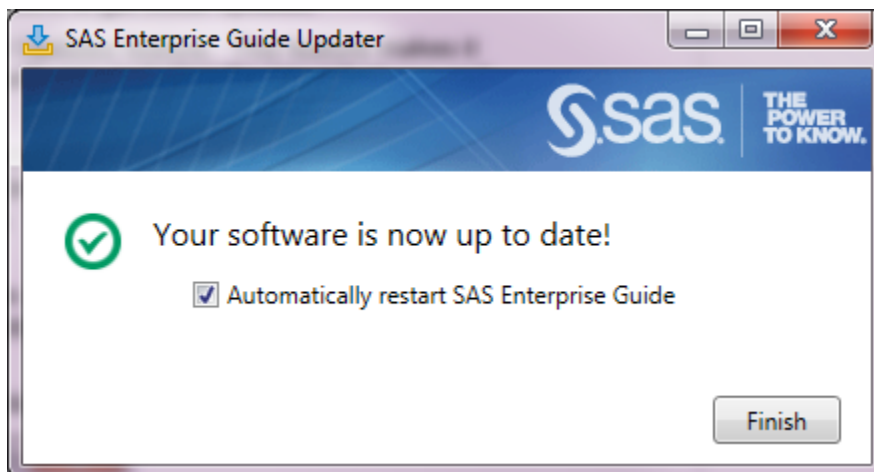 SAS Enterprise Guide Updater
sas
THE
POWER
TO KNOW.
Your software is now up to date!
Automatically restart SAS Enterprise Guide
Finish